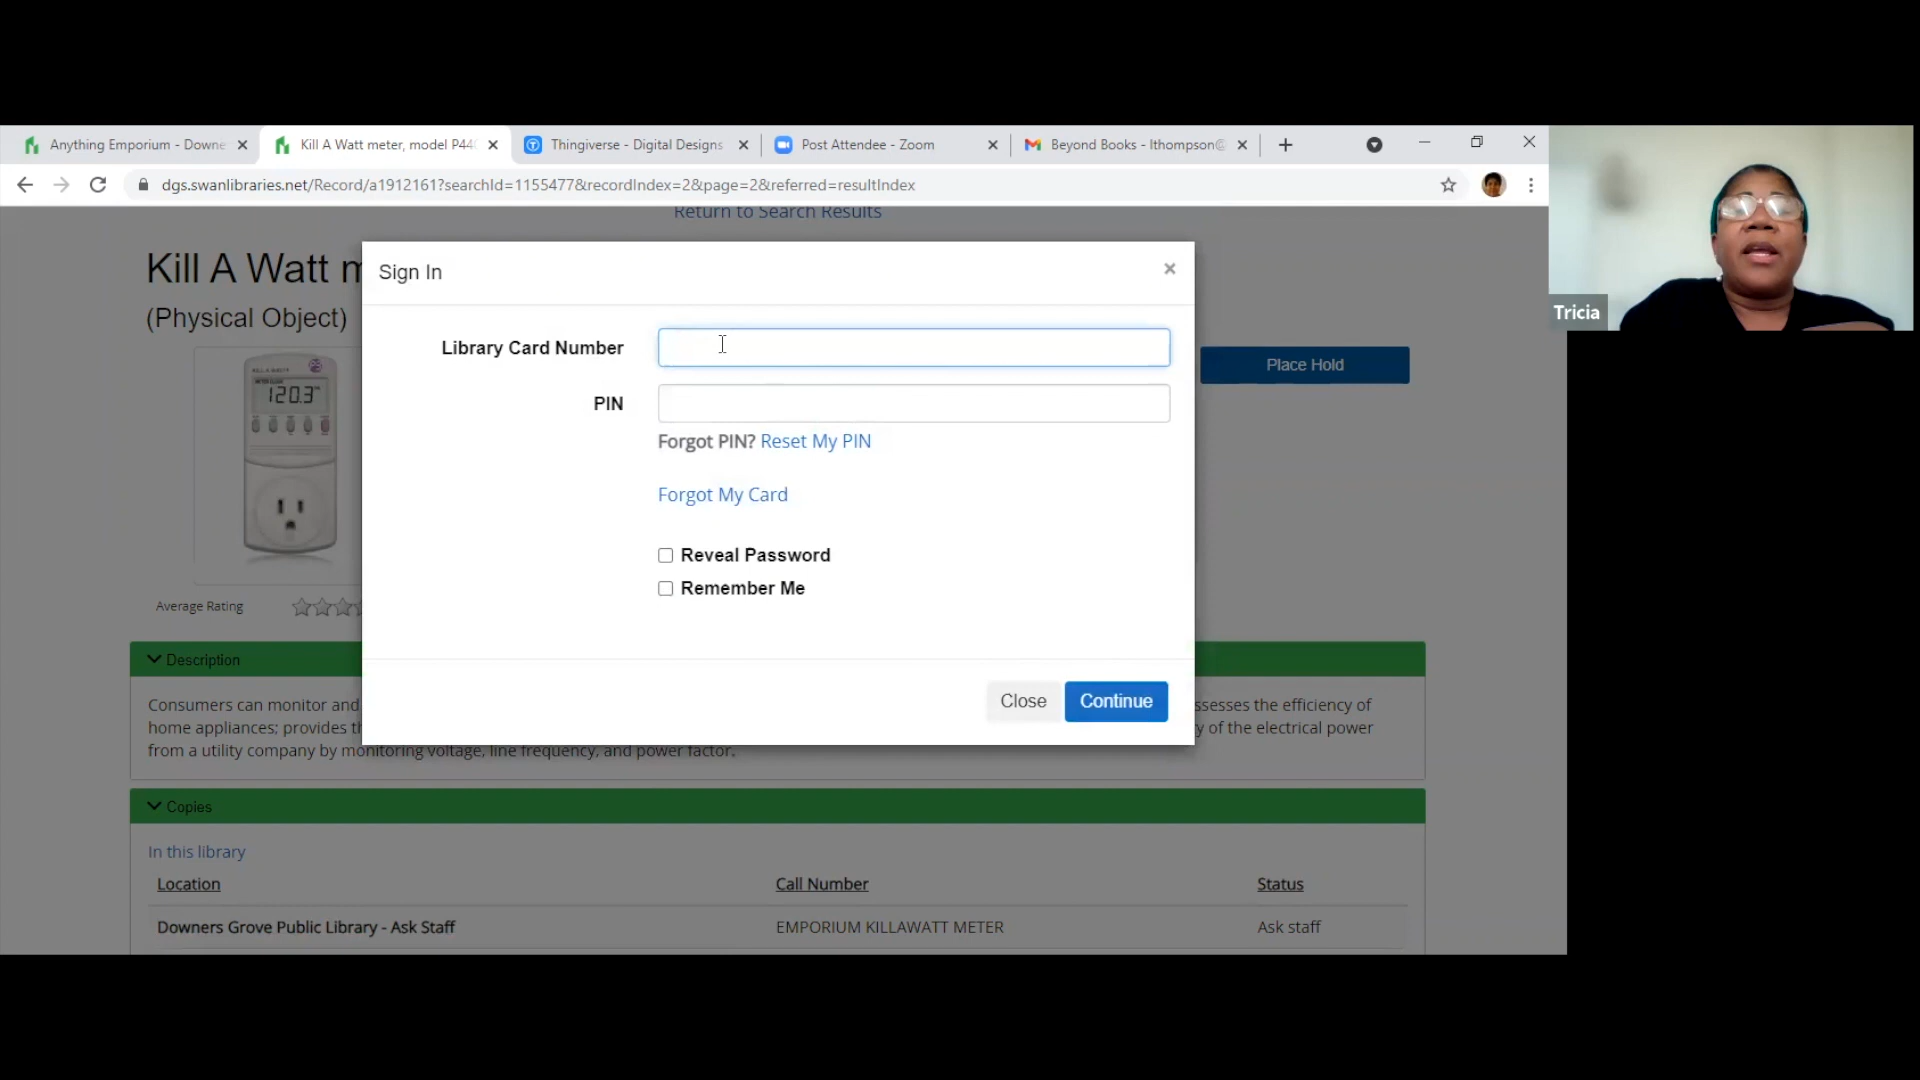 Anything Emporium - Downe
Kill A Watt meter, model P440
Thingiverse - Digital Designs
Post Attendee - Zoom
Beyond Books - lthompson@
dgs.swanlibraries.net/Record/a1912161?searchId=1155477&recordIndex=2&page=2&referred=resultIndex
Return to Search Results
Kill A Watt m
(Physical Object)
120.3
Sign In
Library Card Number
PIN
Forgot PIN? Reset My PIN
Forgot My Card
Reveal Password
Remember Me
Close
Continue
Place Hold
Tricia
Average Rating
Description
Consumers can monitor and ssesses the efficiency of
home appliances; provides th y of the electrical power
from a utility company by monitoring voltage, line frequency, and power factor.
Copies
In this library
Location Call Number Status
Downers Grove Public Library - Ask Staff EMPORIUM KILLAWATT METER Ask staff